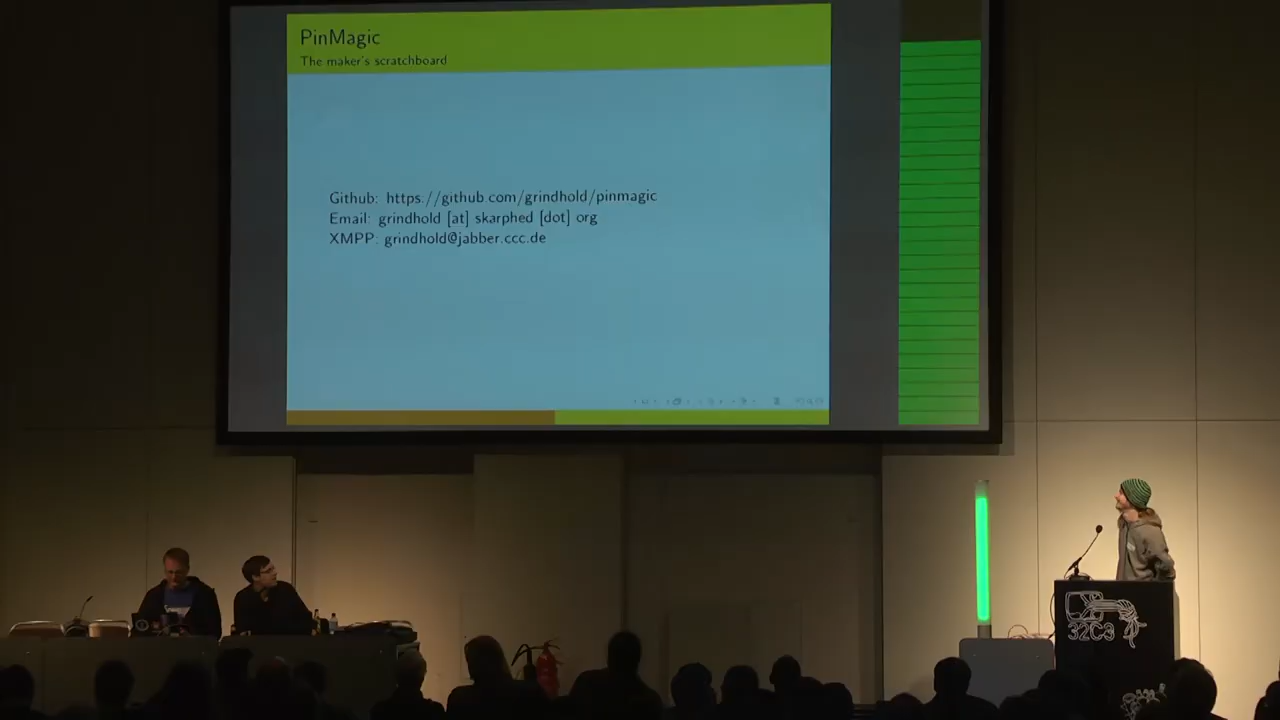 PinMagic
The maker's scratchboard
Github: https://github.com/grindhold/pinmagic
Email: grindhold [at] skarphed [dot] org
XMPP: grindhold@jabber.ccc.de
32C3